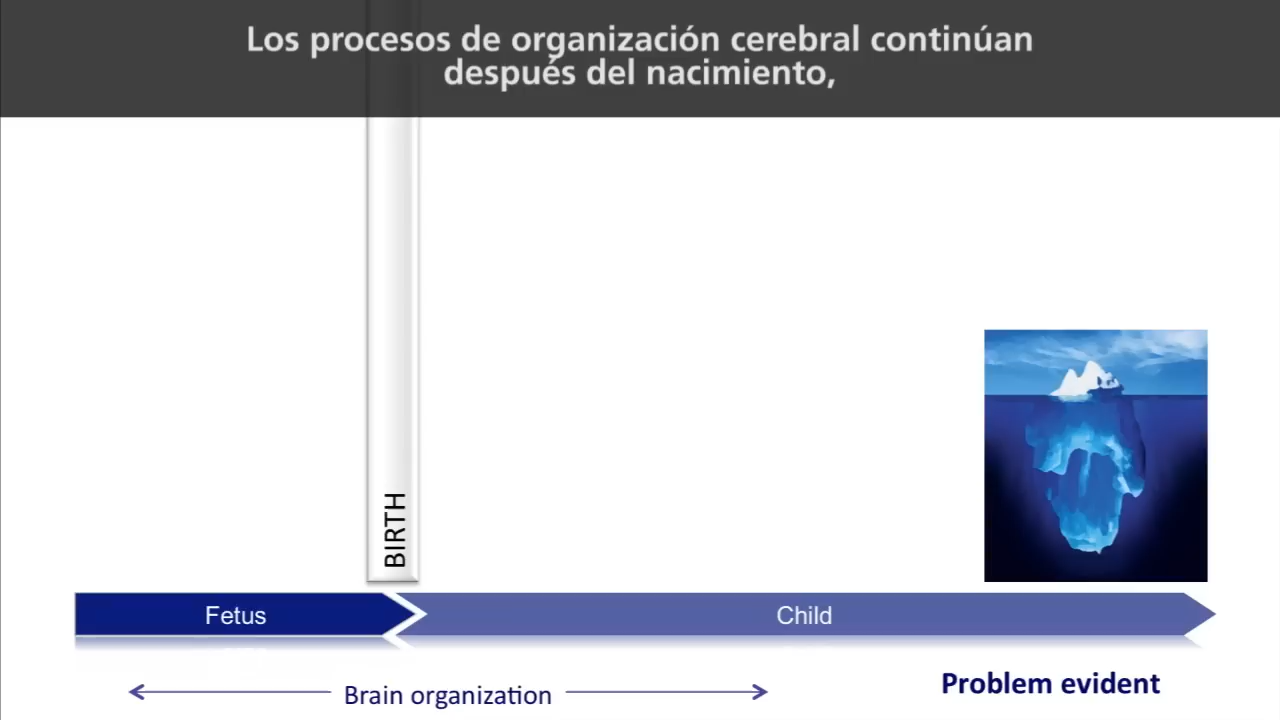 Los procesos de organización cerebral continúan
después del nacimiento,
BIRTH
Fetus
Child
Brain organization
Problem evident